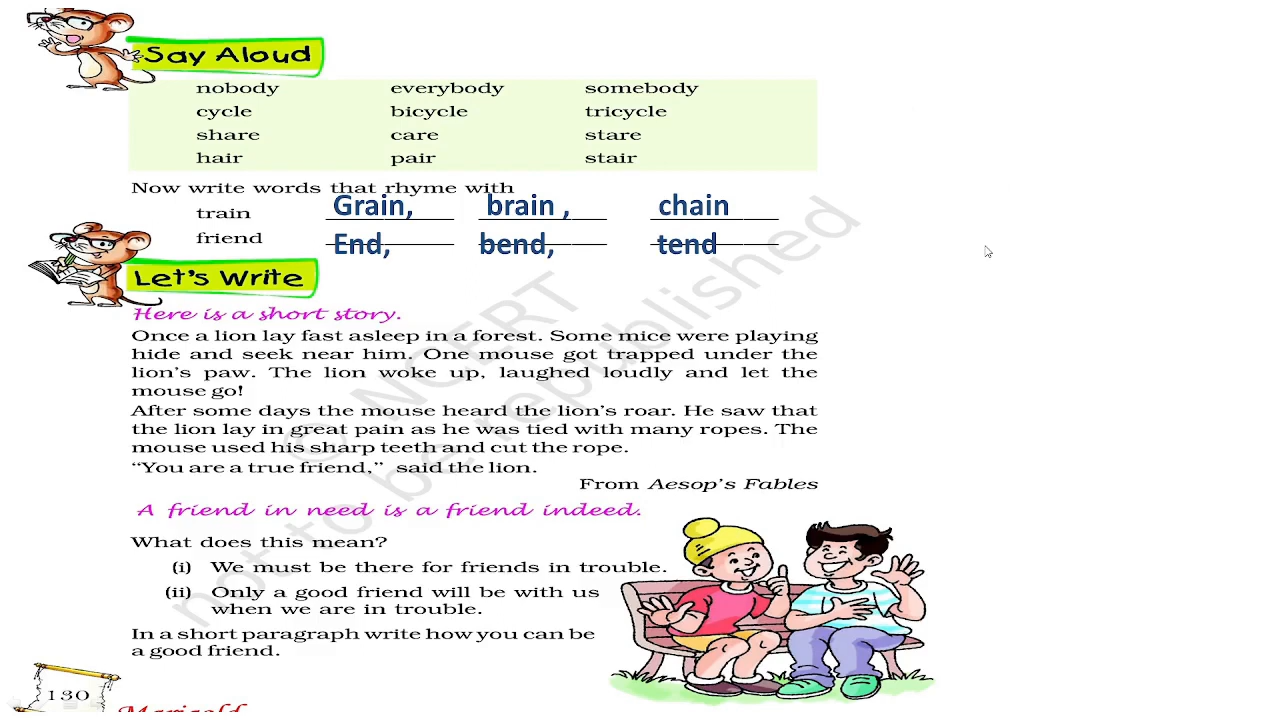 Say Aloud
nobody everybody somebody
cycle bicycle tricycle
share care stare
hair pair stair
Now write words that rhyme with
train Grain, brain , chain
friend End, bend, tend
Let's Write
Here is a short story.
Once a lion lay fast asleep in a forest. Some mice were playing
hide and seek near him. One mouse got trapped under the
lion's paw. The lion woke up, laughed loudly and let the
mouse go!
After some days the mouse heard the lion's roar. He saw that
the lion lay in great pain as he was tied with many ropes. The
mouse used his sharp teeth and cut the rope.
“You are a true friend,” said the lion.
From Aesop's Fables
A friend in need is a friend indeed.
What does this mean?
(i) We must be there for friends in trouble.
(ii) Only a good friend will be with us
when we are in trouble.
In a short paragraph write how you can be
a good friend.
130
Marigold
© NCERT
not to be republished